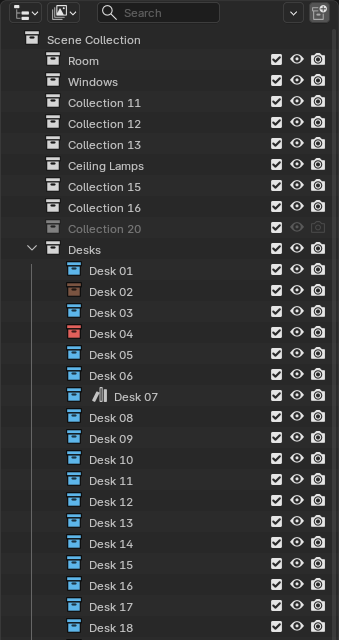 Search
Scene Collection
Room
Windows
Collection 11
Collection 12
Collection 13
Ceiling Lamps
Collection 15
Collection 16
Collection 20
Desks
Desk 01
Desk 02
Desk 03
Desk 04
Desk 05
Desk 06
Desk 07
Desk 08
Desk 09
Desk 10
Desk 11
Desk 12
Desk 13
Desk 14
Desk 15
Desk 16
Desk 17
Desk 18